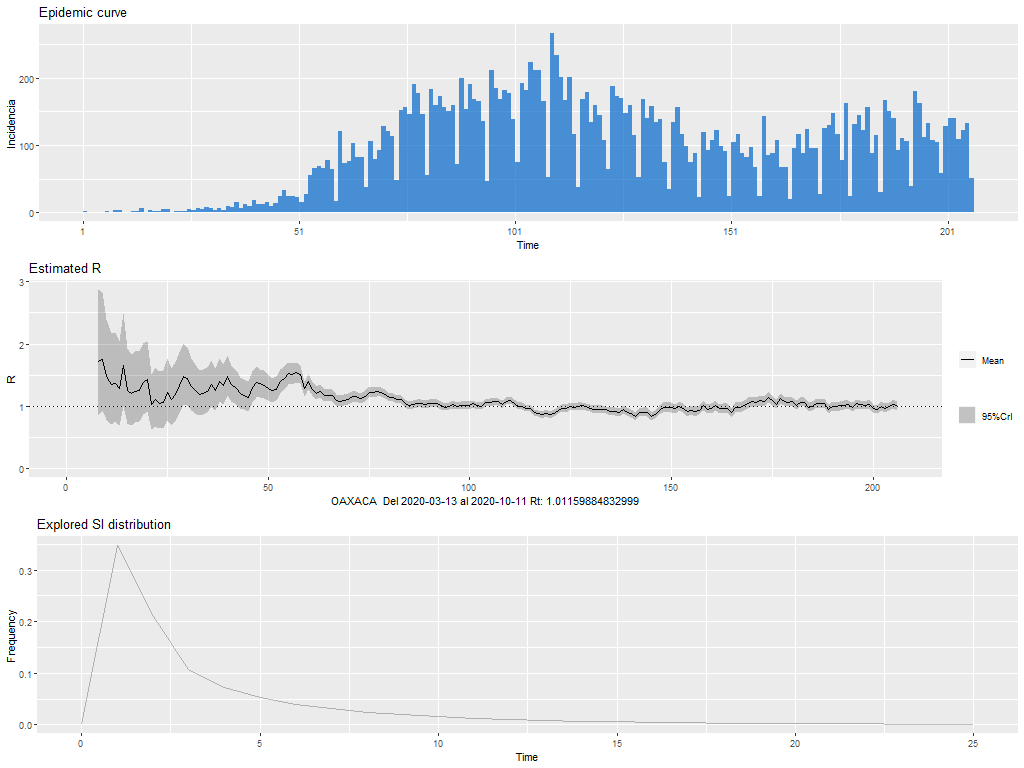 Epidemic curve
Incidencia
200
100
0
1
51
101
151
201
Time
Estimated R
R
3
2
1
0
0
50
100
150
200
OAXACA Del 2020-03-13 al 2020-10-11 Rt: 1.01159884832999
Mean
95%CrI
Explored SI distribution
Frequency
0.3
0.2
0.1
0.0
0
5
10
15
20
25
Time